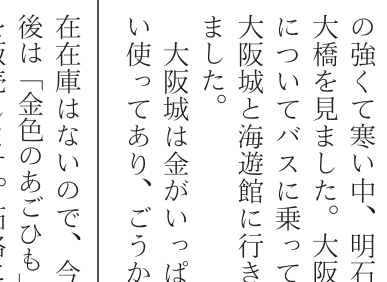 の強くて寒い中、明石
大橋を見ました。大阪
についてバスに乗って
大阪城と海遊館に行き
ました。
大阪城は金がいっぱ
い使ってあり、ごうか
在在庫はないので、今
後は「金色のあごひも」